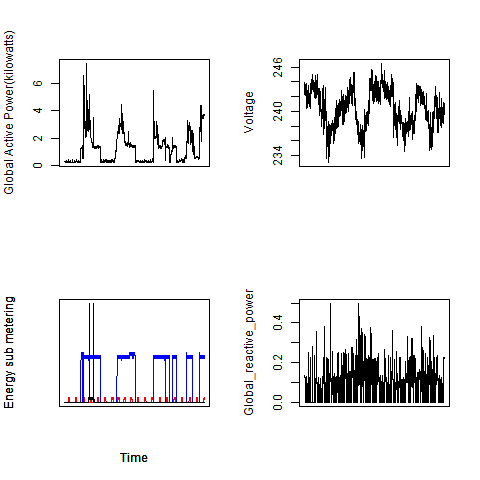 Global Active Power(kilowatts)
0 2 4 6
Voltage
234 240 246
Energy sub metering
Time
Global_reactive_power
0.0 0.2 0.4